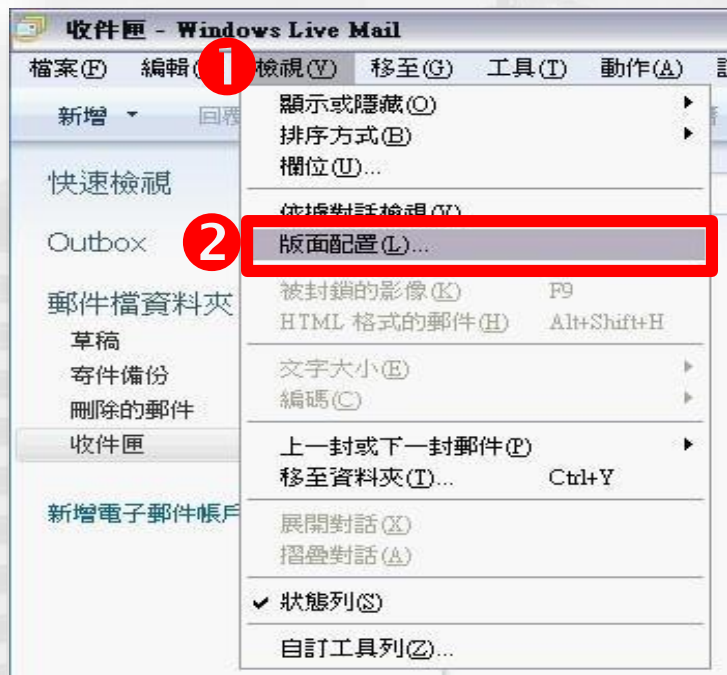 收件匣 - Windows Live Mail
檔案(F) 編輯 檢視(V) 移至(G) 工具(T) 動作(A)
1
新增
顯示或隱藏(O)
排序方式(B)
欄位(U)...
依據對話檢視(V)
2
版面配置(L)...
被封鎖的影像(K) F9
HTML 格式的郵件(H) Alt+Shift+H
文字大小(E)
編碼(C)
上一封或下一封郵件(P)
移至資料夾(T)... Ctrl+Y
展開對話(X)
摺疊對話(A)
狀態列(S)
自訂工具列(Z)...
快速檢視
Outbox
郵件檔資料夾
草稿
寄件備份
刪除的郵件
收件匣
新增電子郵件帳戶